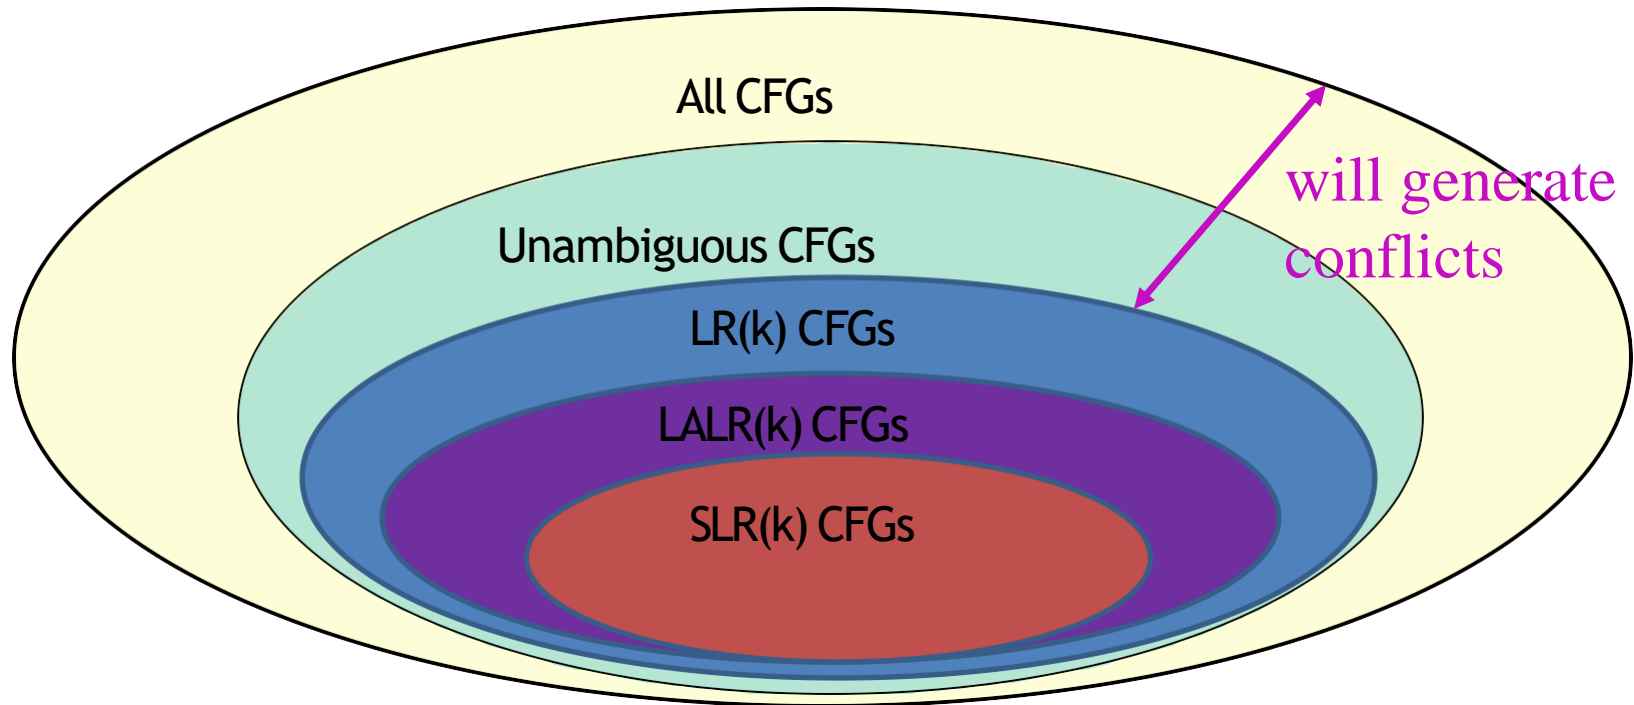 All CFGs
will generate
conflicts
Unambiguous CFGs
LR(k) CFGs
LALR(k) CFGs
SLR(k) CFGs